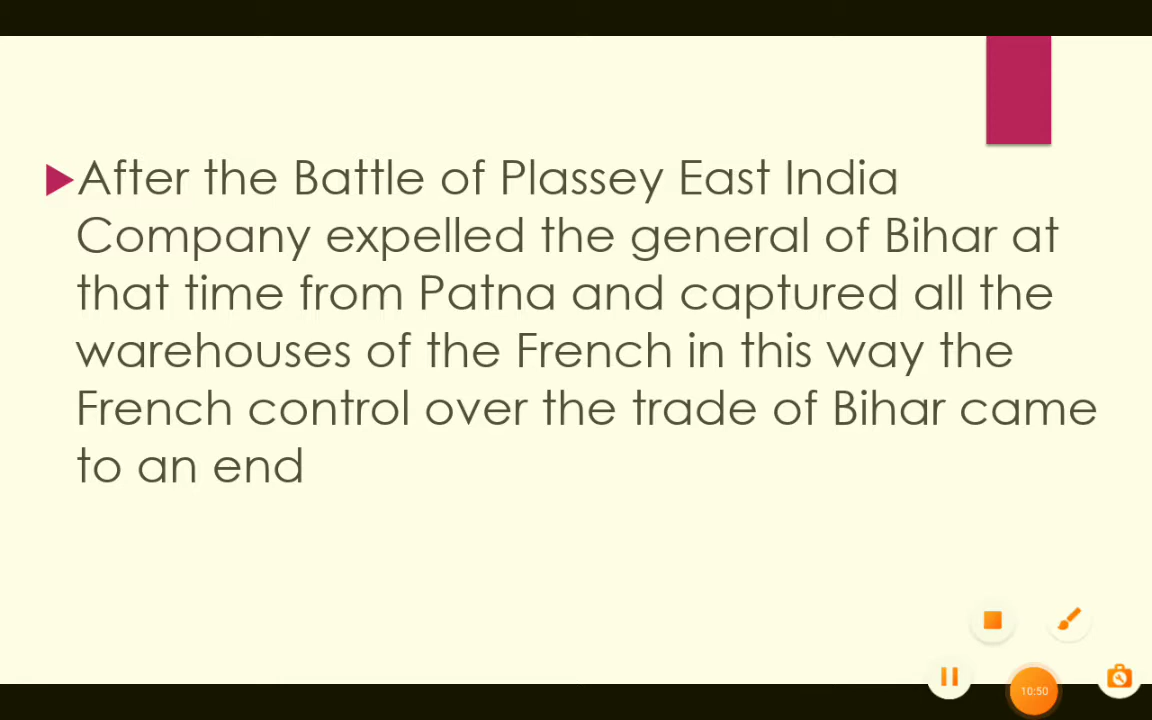 After the Battle of Plassey East India
Company expelled the general of Bihar at
that time from Patna and captured all the
warehouses of the French in this way the
French control over the trade of Bihar came
to an end
10:50